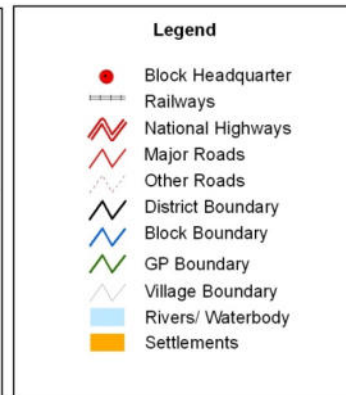 Legend
Block Headquarter
Railways
National Highways
Major Roads
Other Roads
District Boundary
Block Boundary
GP Boundary
Village Boundary
Rivers/ Waterbody
Settlements